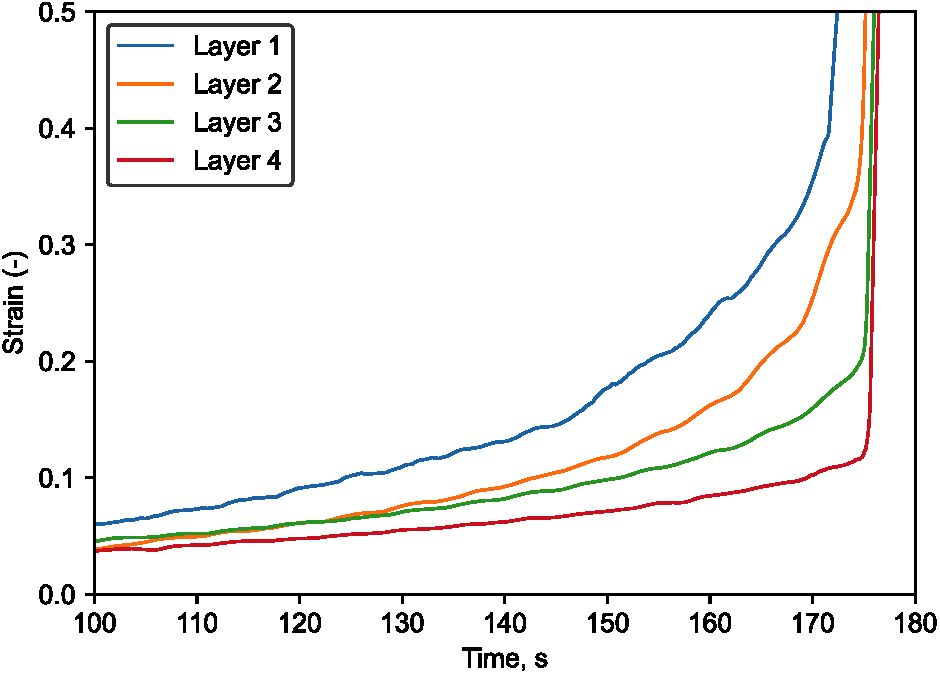 0.5
0.4
0.3
0.2
0.1
0.0
Strain (-)
Layer 1
Layer 2
Layer 3
Layer 4
100 110 120 130 140 150 160 170 180
Time, s